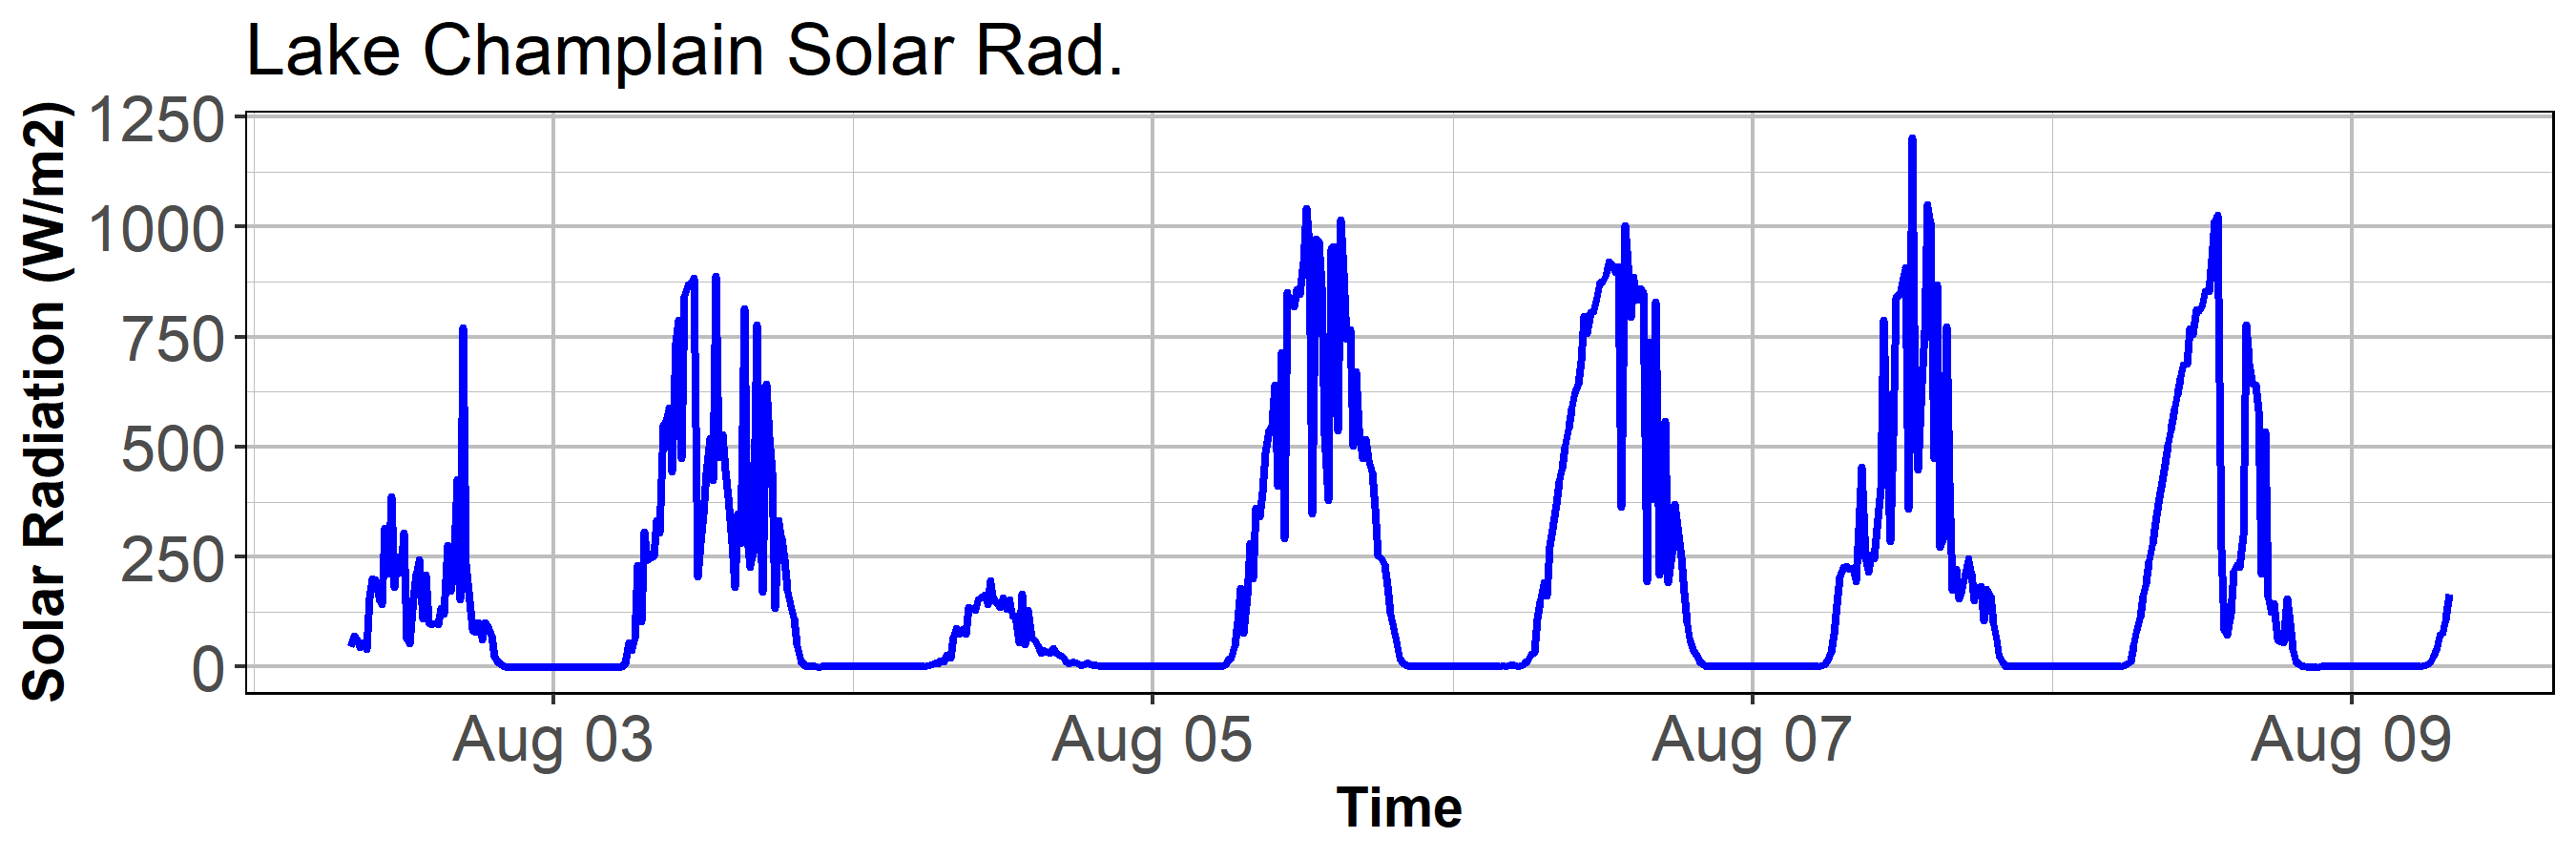 Lake Champlain Solar Rad.
Solar Radiation (W/m2)
1250
1000
750
500
250
0
Aug 03
Aug 05
Aug 07
Aug 09
Time